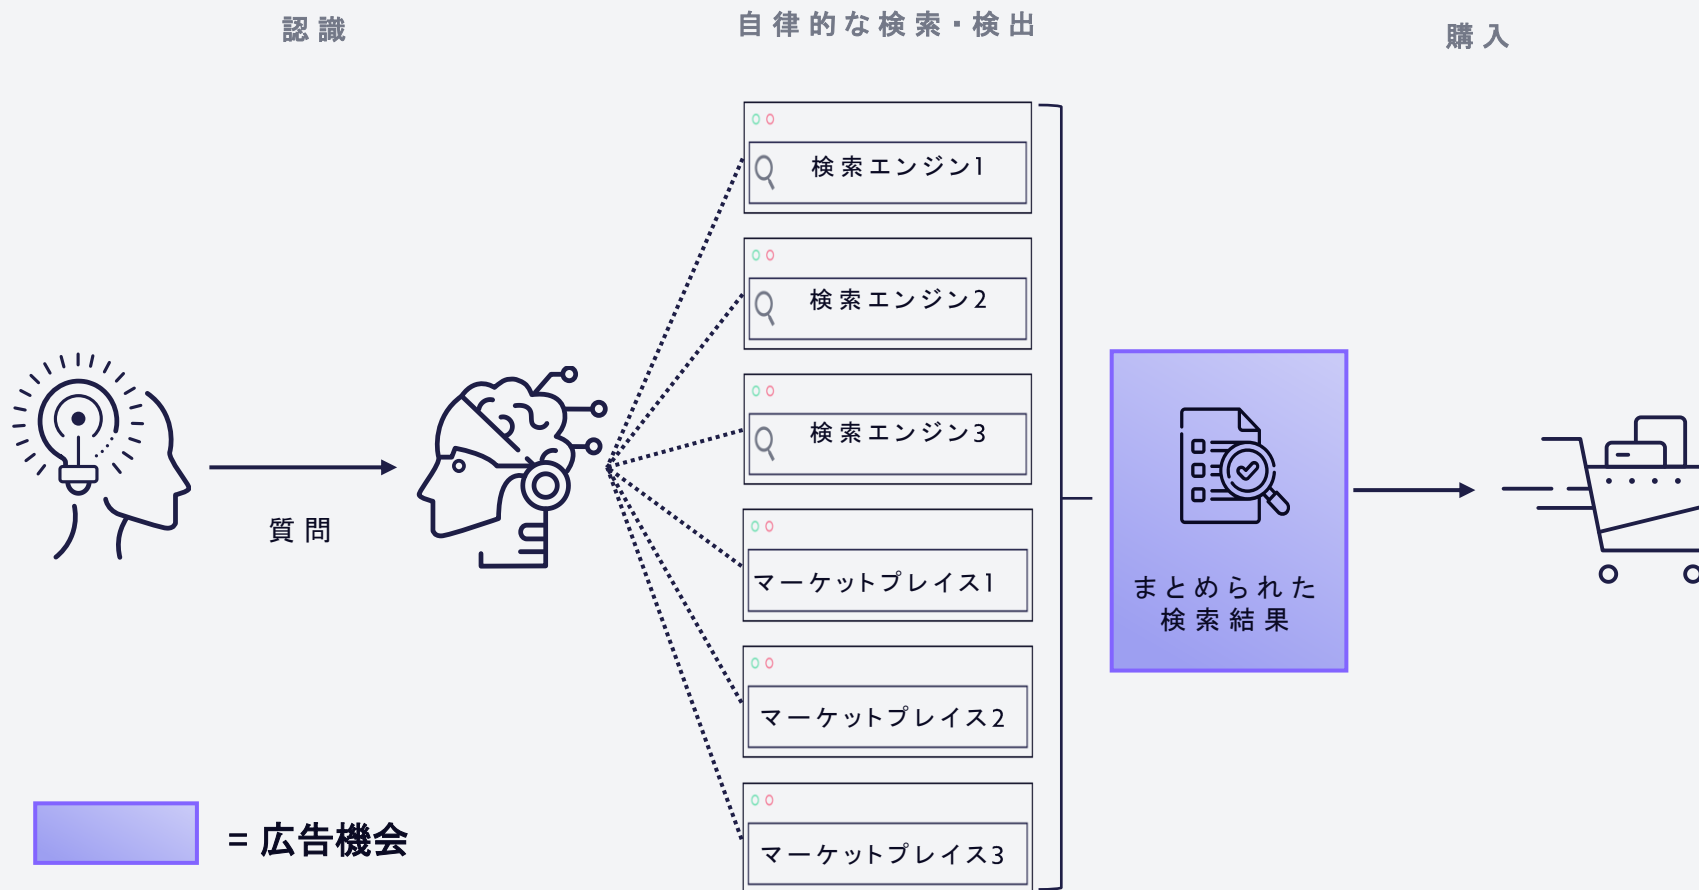 認識
自律的な検索・検出
購入
検索エンジン1
検索エンジン2
検索エンジン3
マーケットプレイス1
マーケットプレイス2
マーケットプレイス3
質問
まとめられた
検索結果
= 広告機会